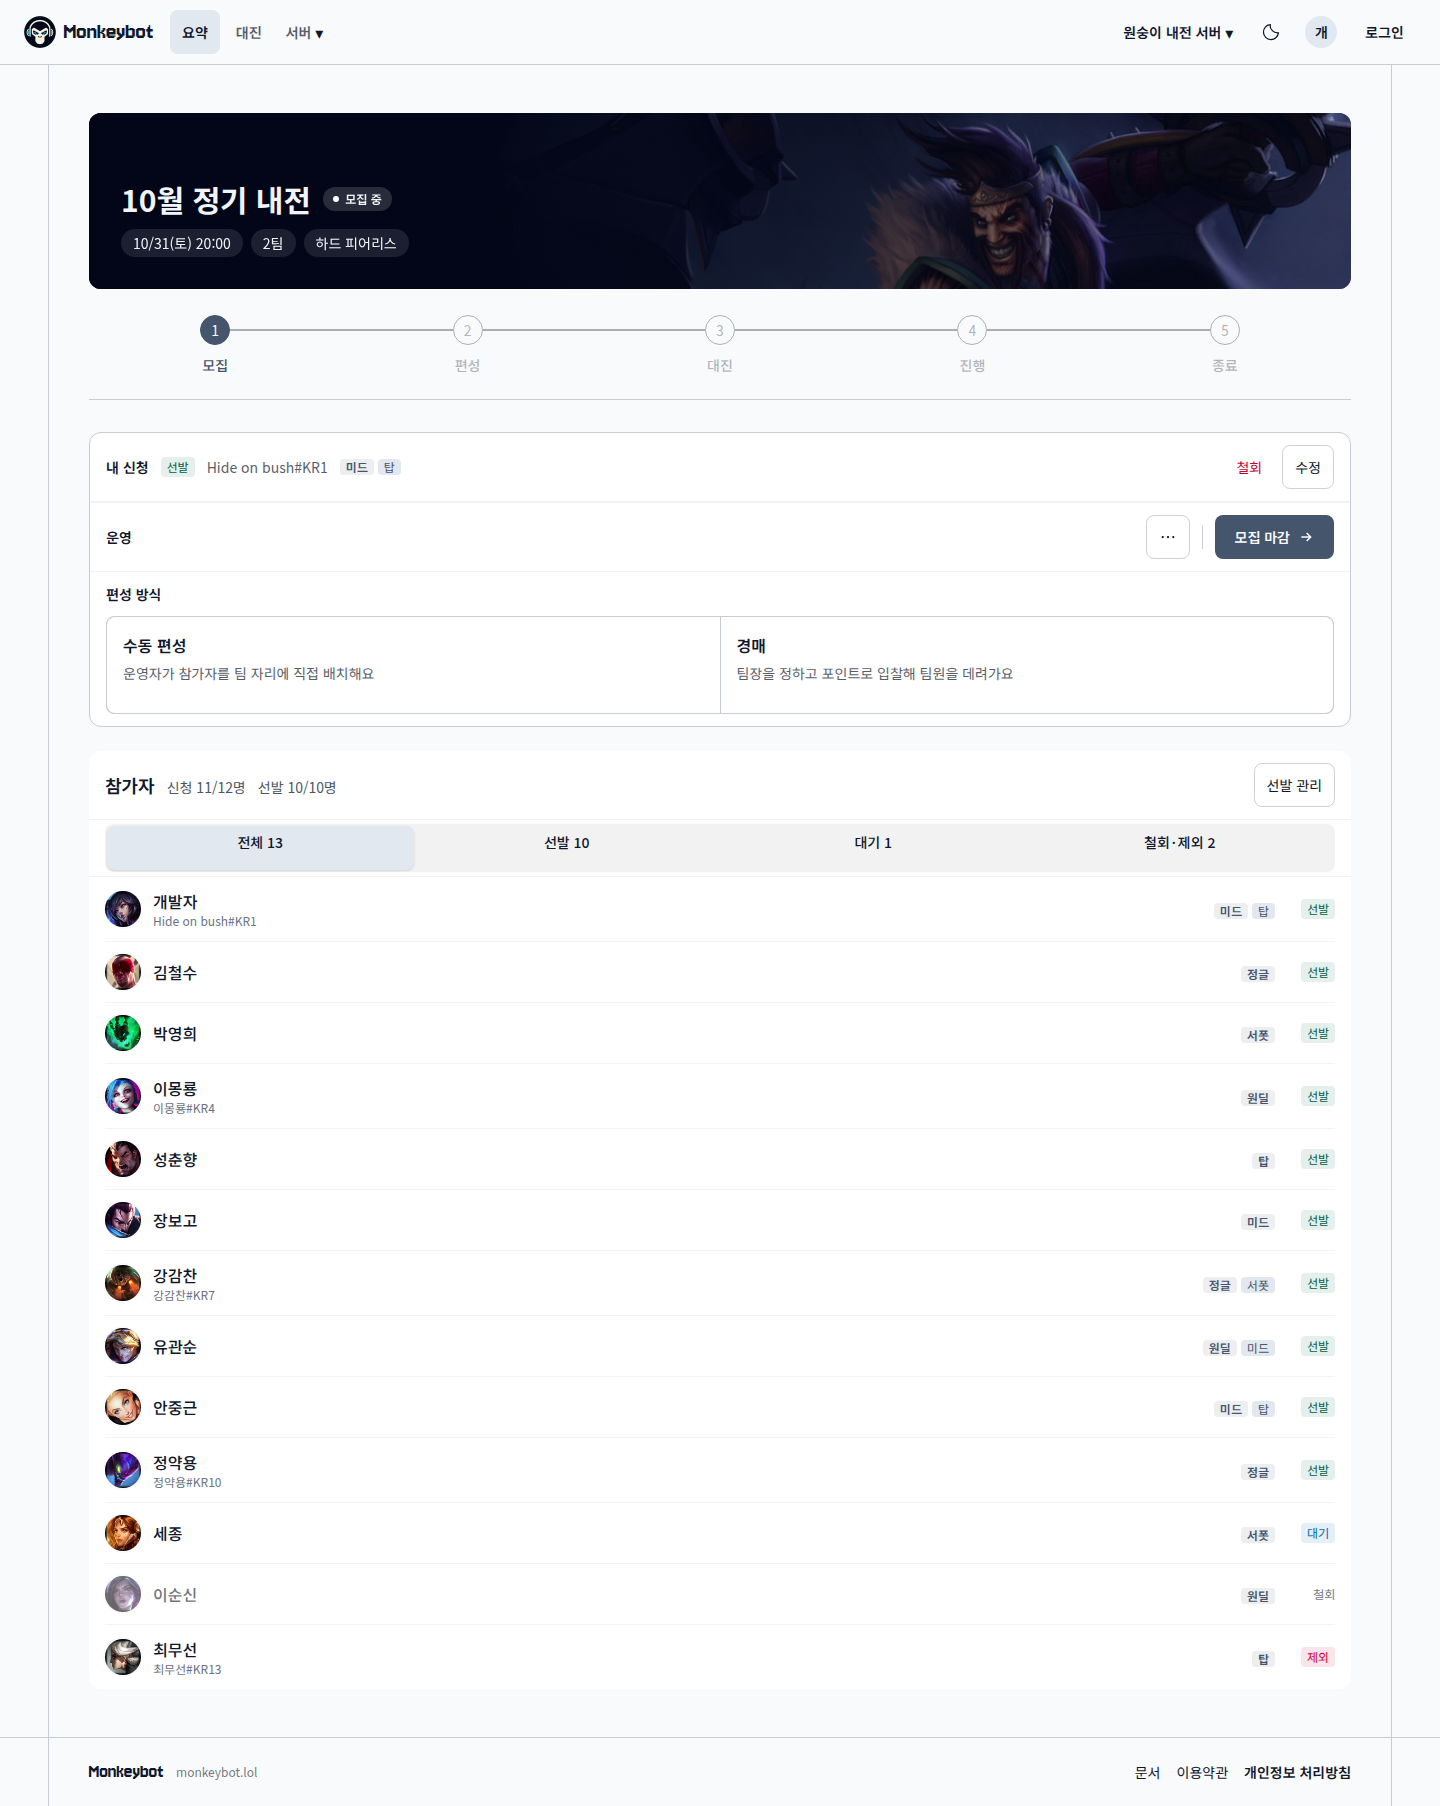 Monkeybot 요약 대진 서버 ▾ 원숭이 내전 서버 ▾ 개 로그인
10월 정기 내전 모집 중
10/31(토) 20:00 2팀 하드 피어리스
1 2 3 4 5
모집 편성 대진 진행 종료
내 신청 선발 Hide on bush#KR1 미드 탑 철회 수정
운영 ... 모집 마감 →
편성 방식
수동 편성 경매
운영자가 참가자를 팀 자리에 직접 배치해요 팀장을 정하고 포인트로 입찰해 팀원을 데려가요
참가자 신청 11/12명 선발 10/10명 선발 관리
전체 13 선발 10 대기 1 철회·제외 2
개발자
Hide on bush#KR1 미드 탑 선발
김철수 정글 선발
박영희 서폿 선발
이몽룡
이몽룡#KR4 원딜 선발
성춘향 탑 선발
장보고 미드 선발
강감찬
강감찬#KR7 정글 서폿 선발
유관순 원딜 미드 선발
안중근 미드 탑 선발
정약용
정약용#KR10 정글 선발
세종 서폿 대기
이순신 원딜 철회
최무선
최무선#KR13 탑 제외
Monkeybot monkeybot.lol 문서 이용약관 개인정보 처리방침